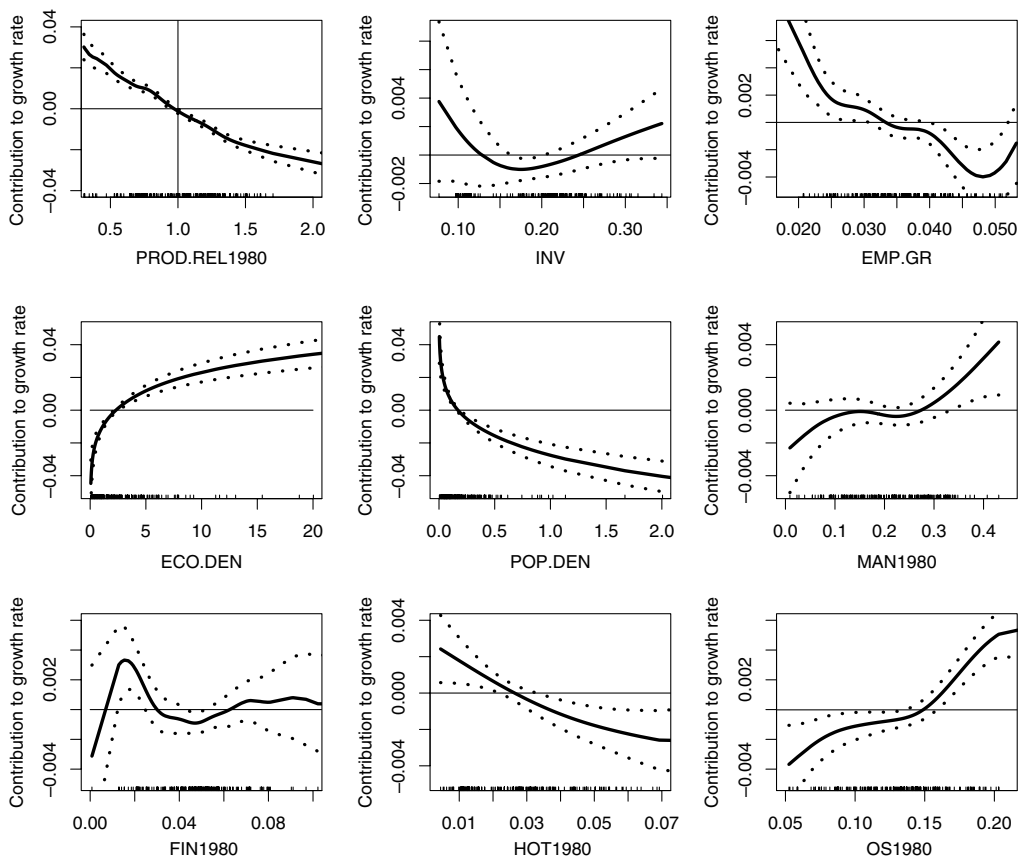 Contribution to growth rate
−0.04 0.00 0.04
0.5 1.0 1.5 2.0
PROD.REL1980
Contribution to growth rate
−0.002 0.004
0.10 0.20 0.30
INV
Contribution to growth rate
−0.004 0.002
0.020 0.030 0.040 0.050
EMP.GR
Contribution to growth rate
−0.04 0.00 0.04
0 5 10 15 20
ECO.DEN
Contribution to growth rate
−0.04 0.00 0.04
0.0 0.5 1.0 1.5 2.0
POP.DEN
Contribution to growth rate
−0.004 0.000 0.004
0.0 0.1 0.2 0.3 0.4
MAN1980
Contribution to growth rate
−0.004 0.002
0.00 0.04 0.08
FIN1980
Contribution to growth rate
−0.004 0.000 0.004
0.01 0.03 0.05 0.07
HOT1980
Contribution to growth rate
−0.004 0.002
0.05 0.10 0.15 0.20
OS1980